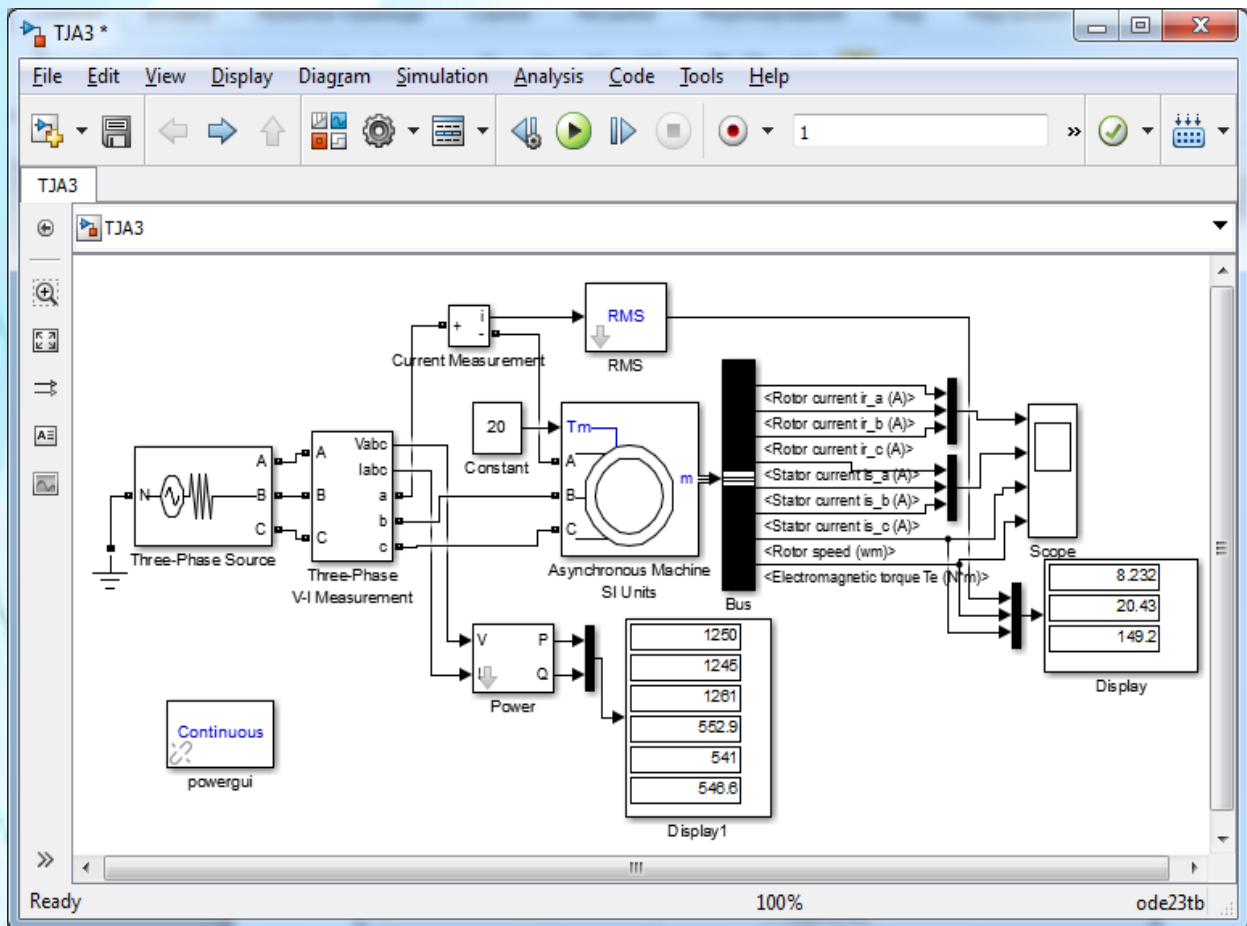 TJA3 *
File Edit View Display Diagram Simulation Analysis Code Tools Help
1 »
TJA3
TJA3
RMS
RMS
i
+
-
Current Measurement
<Rotor current ir_a (A)>
<Rotor current ir_b (A)>
<Rotor current ir_c (A)>
<Stator current is_a (A)>
<Stator current is_b (A)>
<Stator current is_c (A)>
<Rotor speed (wm)>
<Electromagnetic torque Te (N*m)>
Bus
Scope
20
Constant
Tm
A
B
C
m
Asynchronous Machine
SI Units
N
A
B
C
Three-Phase Source
A
B
C
Vabc
Iabc
a
b
c
Three-Phase
V-I Measurement
8.232
20.43
149.2
Display
V P
I Q
Power
1250
1245
1261
552.9
541
546.6
Display1
Continuous
powergui
»
Ready 100% ode23tb